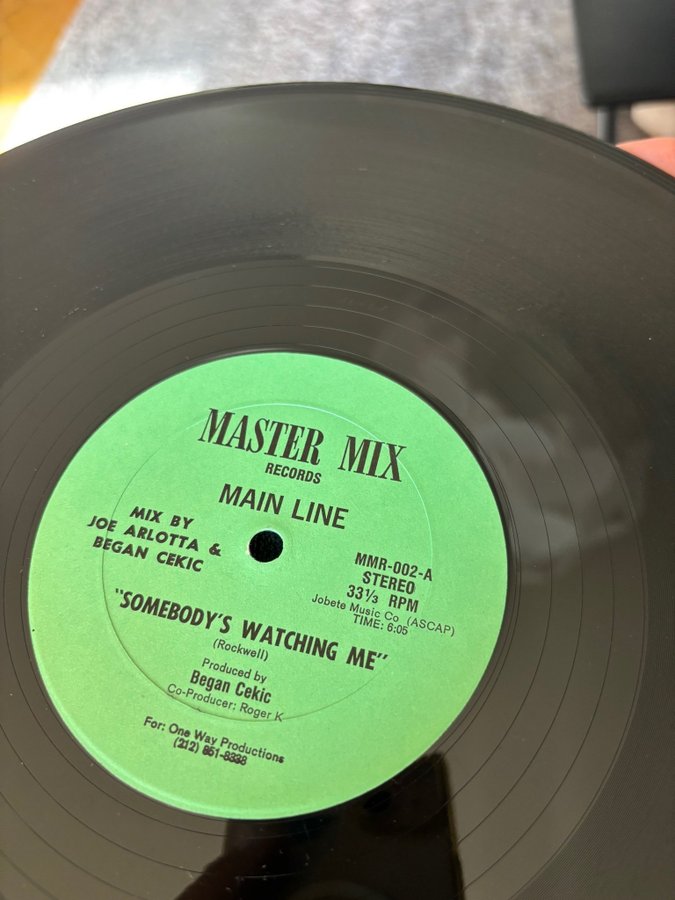 MASTER MIX
RECORDS
MAIN LINE
MIX BY
JOE ARLOTTA &
BEGAN CEKIC
MMR-002-A
STEREO
33⅓ RPM
Jobete Music Co (ASCAP)
TIME: 6:05
"SOMEBODY'S WATCHING ME"
(Rockwell)
Produced by
Began Cekic
Co-Producer: Roger K
For: One Way Productions
(212) 851-8338